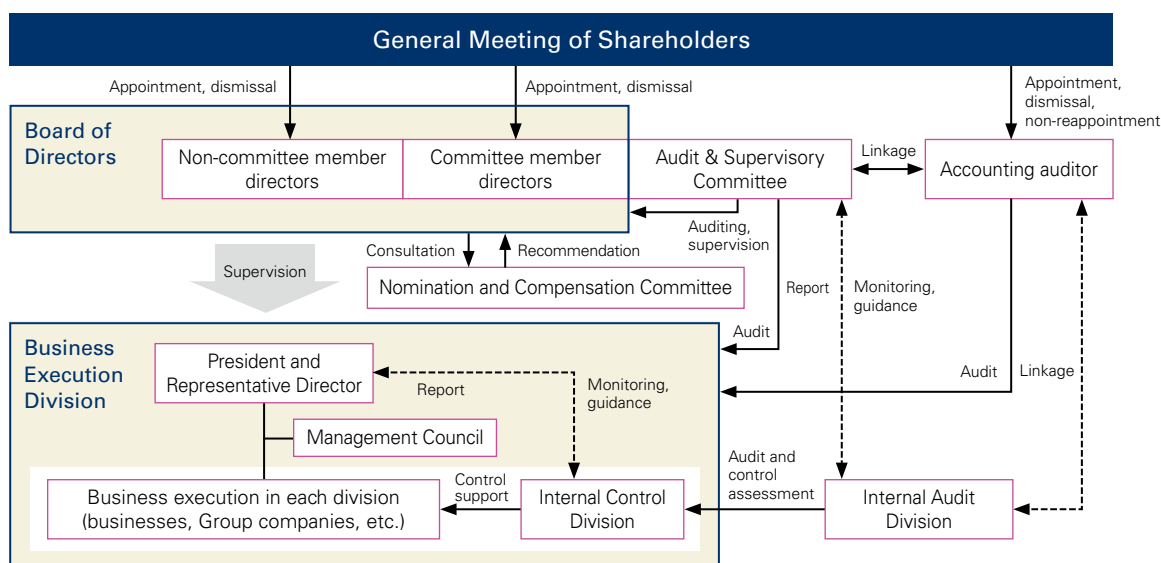 General Meeting of Shareholders
Appointment, dismissal
Appointment, dismissal
Appointment,
dismissal,
non-reappointment
Board of
Directors
Non-committee member
directors
Committee member
directors
Audit & Supervisory
Committee
Linkage
Accounting auditor
Auditing,
supervision
Consultation
Recommendation
Supervision
Nomination and Compensation Committee
Report
Monitoring,
guidance
Business
Execution
Division
President and
Representative Director
Audit
Report
Monitoring,
guidance
Audit
Linkage
Management Council
Business execution in each division
(businesses, Group companies, etc.)
Control
support
Internal Control
Division
Audit and
control
assessment
Internal Audit
Division